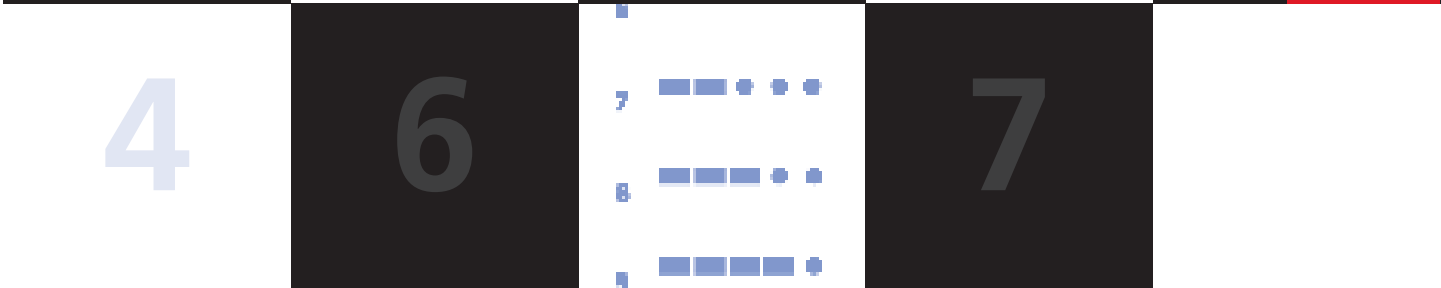 4 6 7
7 ▬ ▬ • • •
8 ▬ ▬ ▬ • •
▬ ▬ ▬ ▬ •